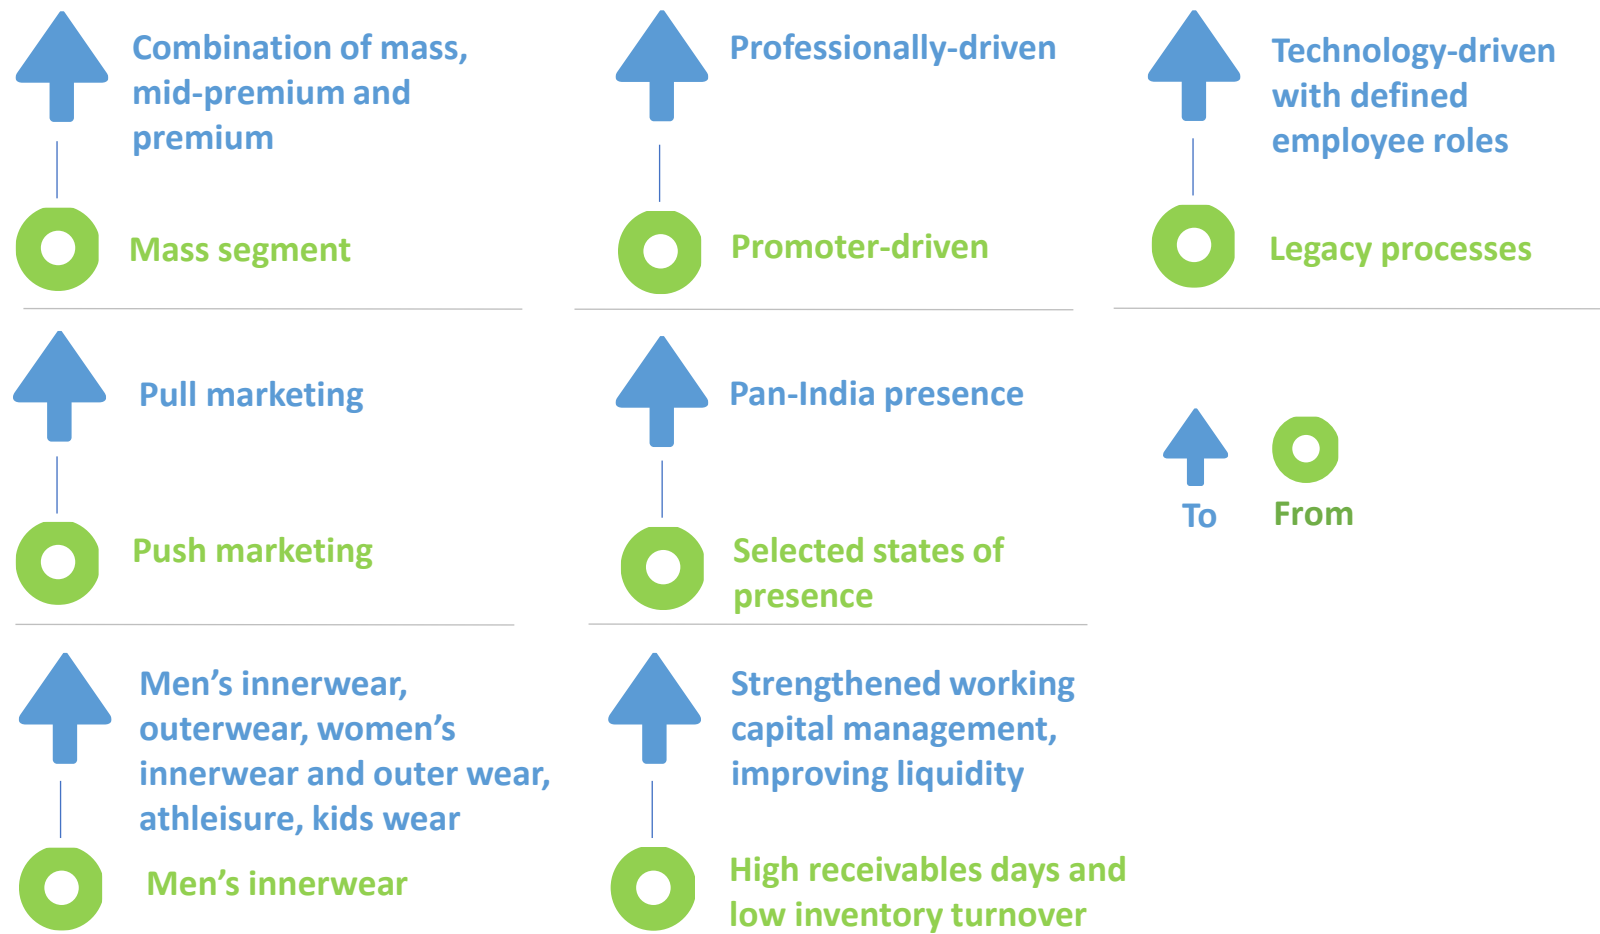 Combination of mass,
mid-premium and
premium
Mass segment
Professionally-driven
Promoter-driven
Technology-driven
with defined
employee roles
Legacy processes
Pull marketing
Push marketing
Pan-India presence
Selected states of
presence
To
From
Men’s innerwear,
outerwear, women’s
innerwear and outer wear,
athleisure, kids wear
Men’s innerwear
Strengthened working
capital management,
improving liquidity
High receivables days and
low inventory turnover